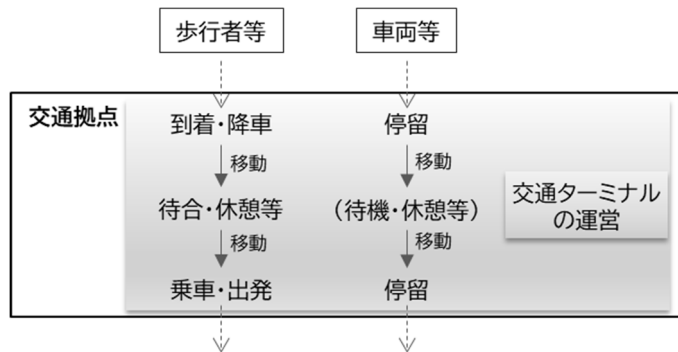 歩行者等
車両等
交通拠点
到着・降車
停留
移動
移動
交通ターミナル
の運営
待合・休憩等
（待機・休憩等）
移動
移動
乗車・出発
停留